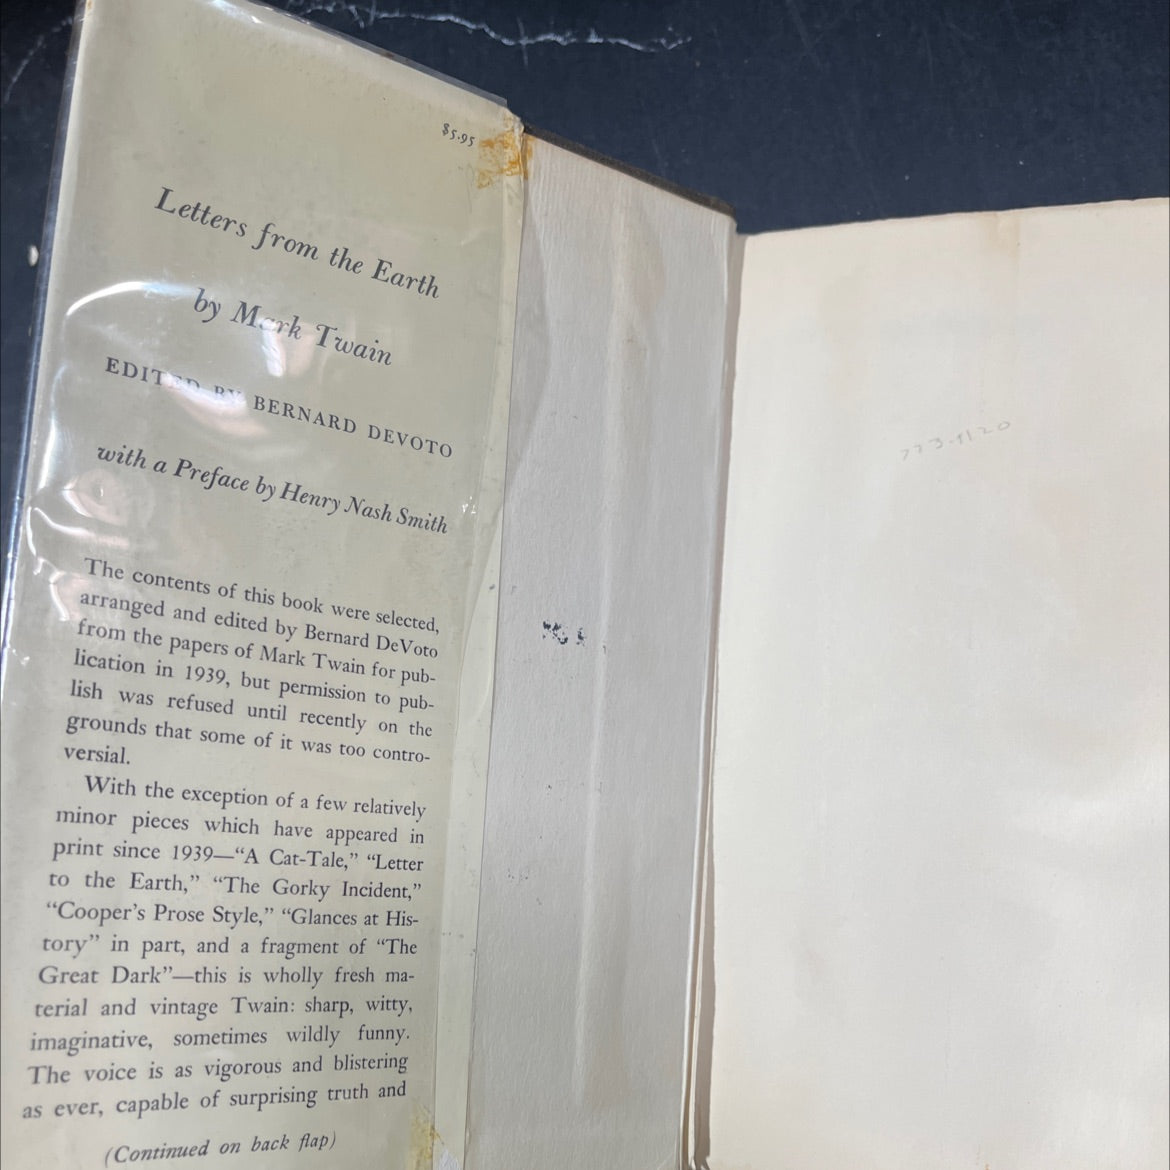 $5.95
Letters from the Earth
by Mark Twain
EDITED BY BERNARD DEVOTO
with a Preface by Henry Nash Smith
The contents of this book were selected,
arranged and edited by Bernard DeVoto
from the papers of Mark Twain for pub-
lication in 1939, but permission to pub-
lish was refused until recently on the
grounds that some of it was too contro-
versial.
With the exception of a few relatively
minor pieces which have appeared in
print since 1939—“A Cat-Tale,” “Letter
to the Earth,” “The Gorky Incident,”
“Cooper’s Prose Style,” “Glances at His-
tory” in part, and a fragment of “The
Great Dark”—this is wholly fresh ma-
terial and vintage Twain: sharp, witty,
imaginative, sometimes wildly funny.
The voice is as vigorous and blistering
as ever, capable of surprising truth and
(Continued on back flap)